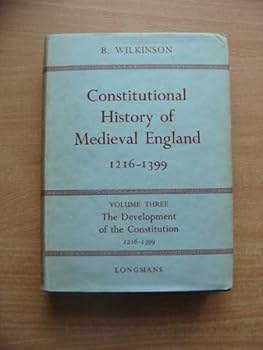 B. WILKINSON
Constitutional
History of
Medieval England
1216-1399
VOLUME THREE
The Development
of the Constitution
1216-1399
LONGMANS